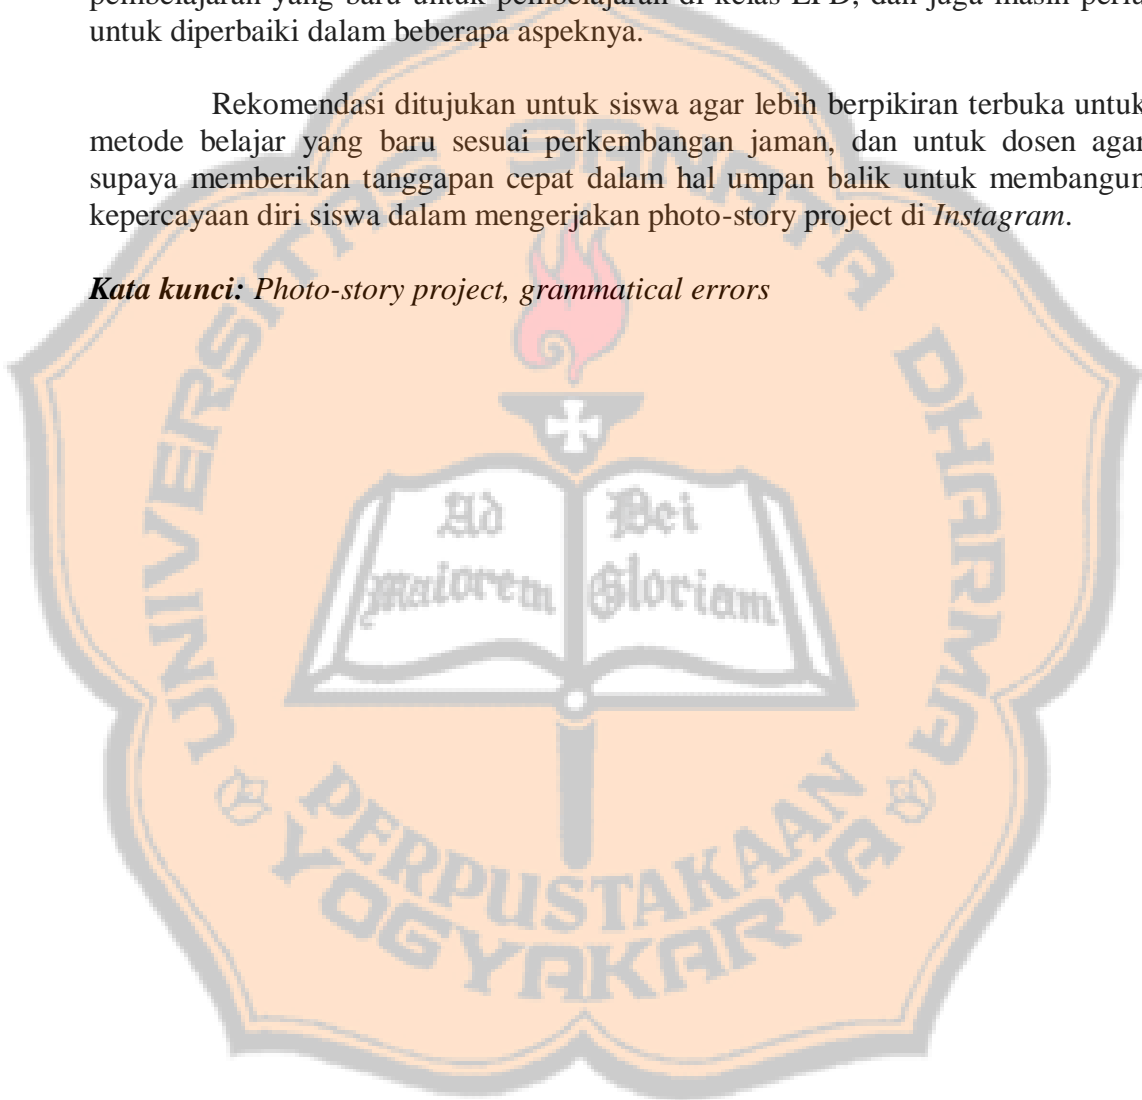 pembelajaran yang baru untuk pembelajaran di kelas EPD, dan juga masih perlu
untuk diperbaiki dalam beberapa aspeknya.
Rekomendasi ditujukan untuk siswa agar lebih berpikiran terbuka untuk
metode belajar yang baru sesuai perkembangan jaman, dan untuk dosen agar
supaya memberikan tanggapan cepat dalam hal umpan balik untuk membangun
kepercayaan diri siswa dalam mengerjakan photo-story project di Instagram.
Kata kunci: Photo-story project, grammatical errors
UNIVERSITAS SANATA DHARMA
Ad Dei
maiorem Gloriam
PERPUSTAKAAN
YOGYAKARTA